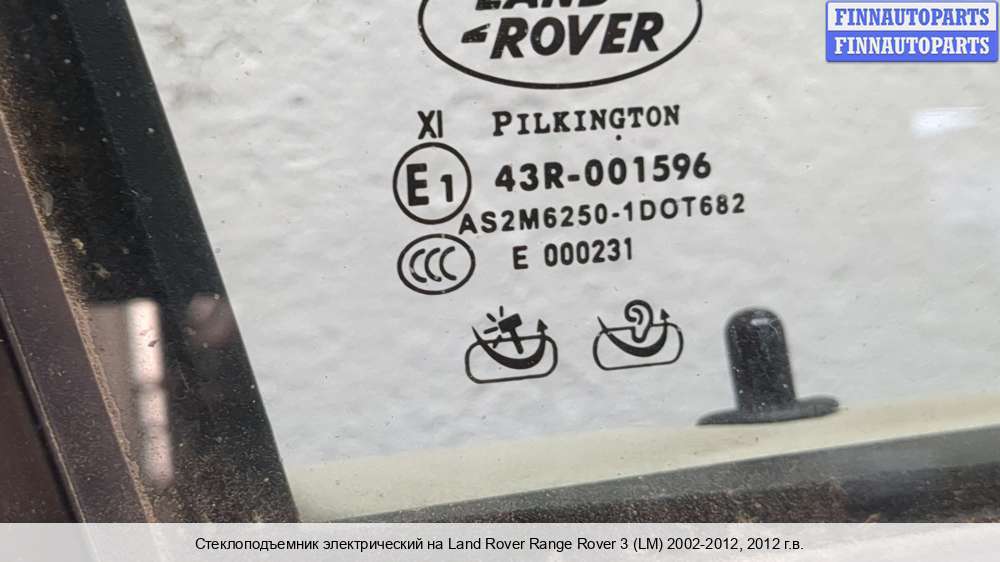 FINNAUTOPARTS
FINNAUTOPARTS
LAND
ROVER
XI PILKINGTON
E1 43R-001596
AS2M6250-1DOT682
CCC E 000231
Стеклоподъемник электрический на Land Rover Range Rover 3 (LM) 2002-2012, 2012 г.в.